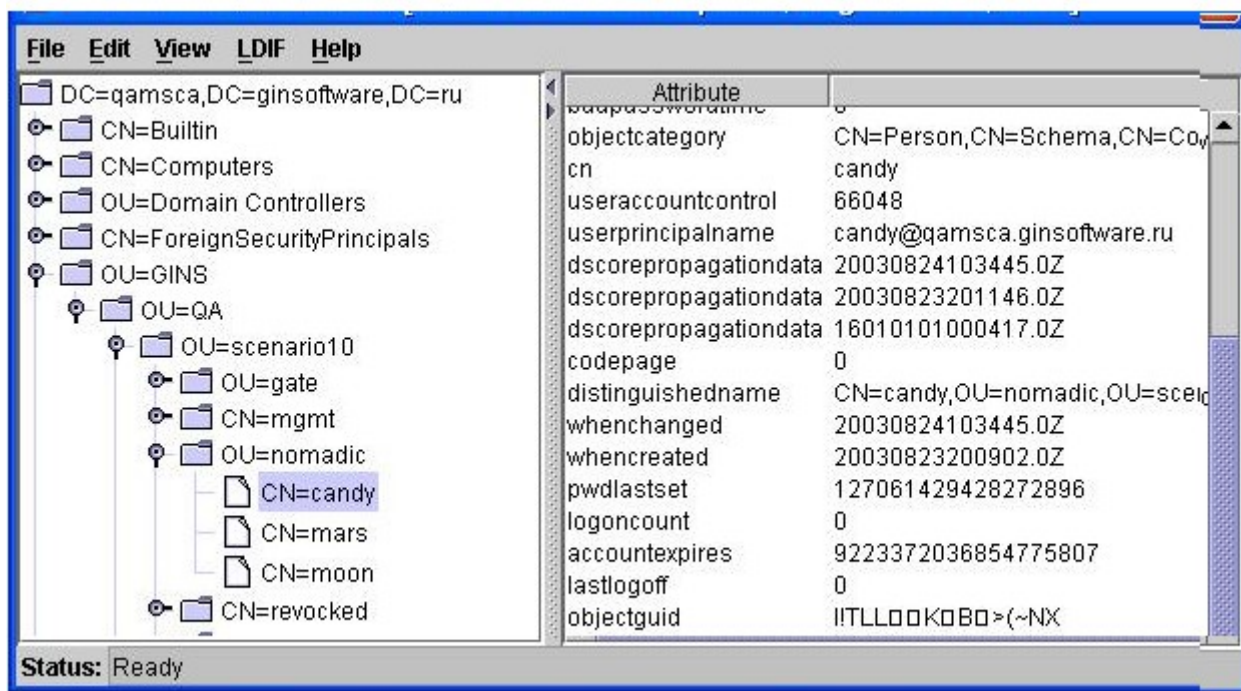 File Edit View LDIF Help
DC=qamsca,DC=ginsoftware,DC=ru
CN=Builtin
CN=Computers
OU=Domain Controllers
CN=ForeignSecurityPrincipals
OU=GINS
OU=QA
OU=scenario10
OU=gate
CN=mgmt
OU=nomadic
CN=candy
CN=mars
CN=moon
CN=revocked
Attribute
objectcategory CN=Person,CN=Schema,CN=Co
cn candy
useraccountcontrol 66048
userprincipalname candy@qamsca.ginsoftware.ru
dscorepropagationdata 20030824103445.0Z
dscorepropagationdata 20030823201146.0Z
dscorepropagationdata 16010101000417.0Z
codepage 0
distinguishedname CN=candy,OU=nomadic,OU=sce
whenchanged 20030824103445.0Z
whencreated 20030823200902.0Z
pwdlastset 127061429428272896
logoncount 0
accountexpires 9223372036854775807
lastlogoff 0
objectguid
Status: Ready